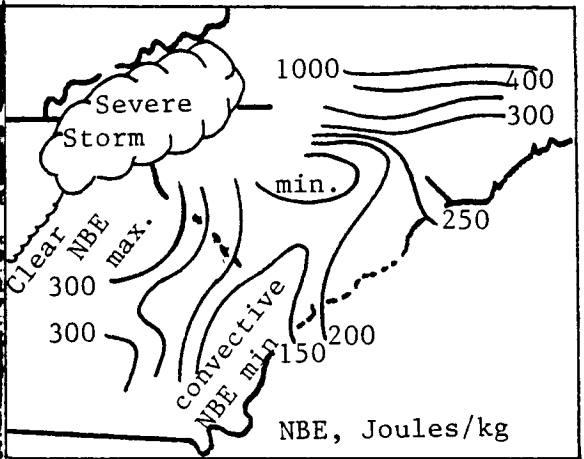 1000
400
300
Severe
Storm
min.
250
Clear
NBE
max.
300
300
convective
NBE min
150
200
NBE, Joules/kg